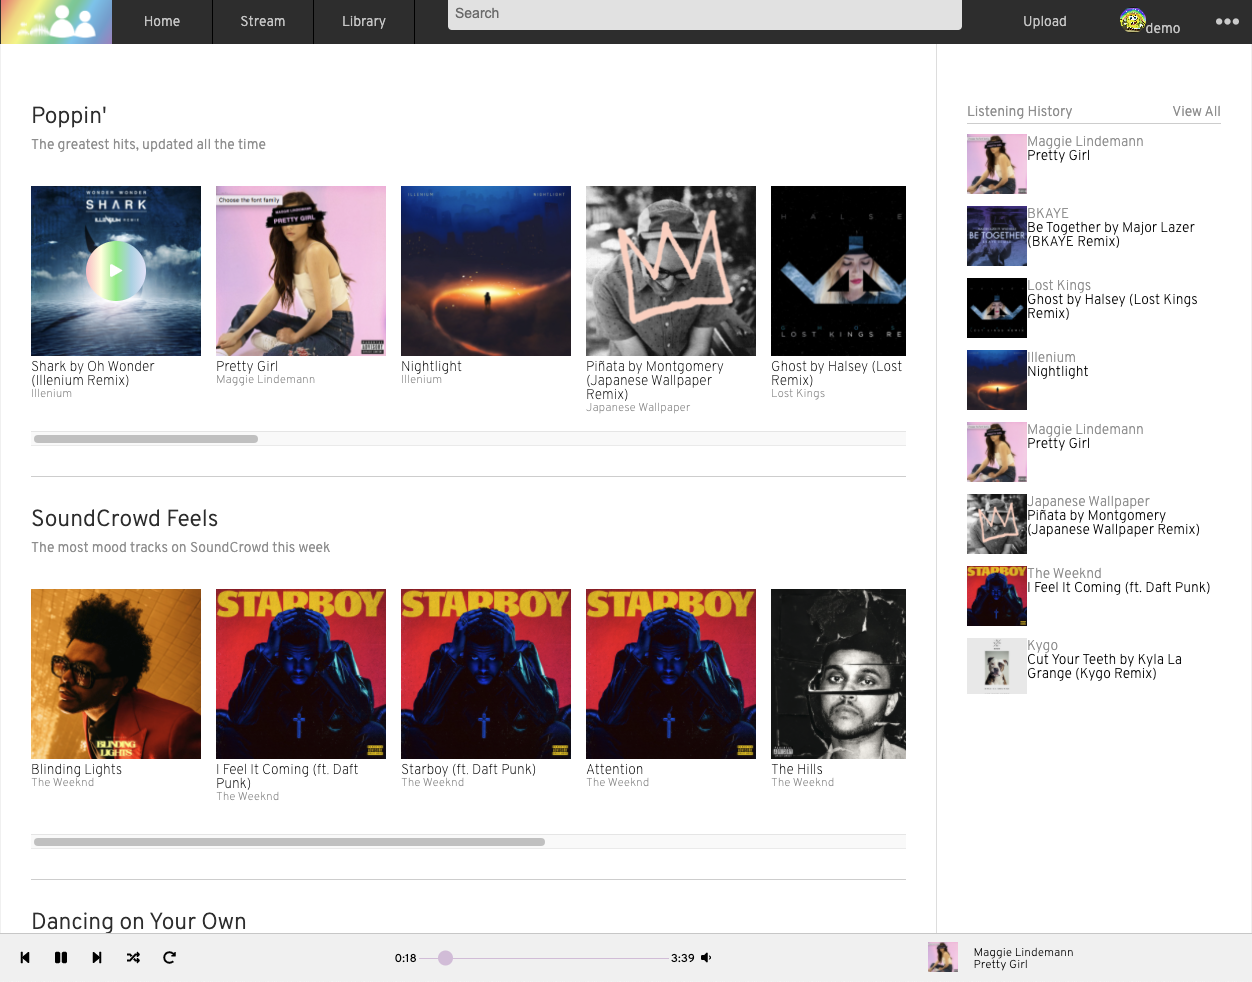 Home
Stream
Library
Search
Upload
demo
Poppin'
The greatest hits, updated all the time
WONDER WONDER
SHARK
ILLENIUM REMIX
Shark by Oh Wonder
(Illenium Remix)
Illenium
Choose the font family
PRETTY GIRL
Pretty Girl
Maggie Lindemann
ILLENIUM
NIGHTLIGHT
Nightlight
Illenium
Piñata by Montgomery
(Japanese Wallpaper
Remix)
Japanese Wallpaper
HALSE
GHOS
LOST KINGS RE
Ghost by Halsey (Lost
Remix)
Lost Kings
SoundCrowd Feels
The most mood tracks on SoundCrowd this week
BLINDING
LIGHTS
Blinding Lights
The Weeknd
STARBOY
I Feel It Coming (ft. Daft
Punk)
The Weeknd
STARBOY
Starboy (ft. Daft Punk)
The Weeknd
STARBOY
Attention
The Weeknd
The Hills
The Weeknd
Dancing on Your Own
Listening History
View All
Maggie Lindemann
Pretty Girl
BE TOGETHER
BKAYE
Be Together by Major Lazer
(BKAYE Remix)
Lost Kings
Ghost by Halsey (Lost Kings
Remix)
Illenium
Nightlight
Maggie Lindemann
Pretty Girl
Japanese Wallpaper
Piñata by Montgomery
(Japanese Wallpaper Remix)
STARBOY
The Weeknd
I Feel It Coming (ft. Daft Punk)
Kygo
Cut Your Teeth by Kyla La
Grange (Kygo Remix)
0:18
3:39
Maggie Lindemann
Pretty Girl